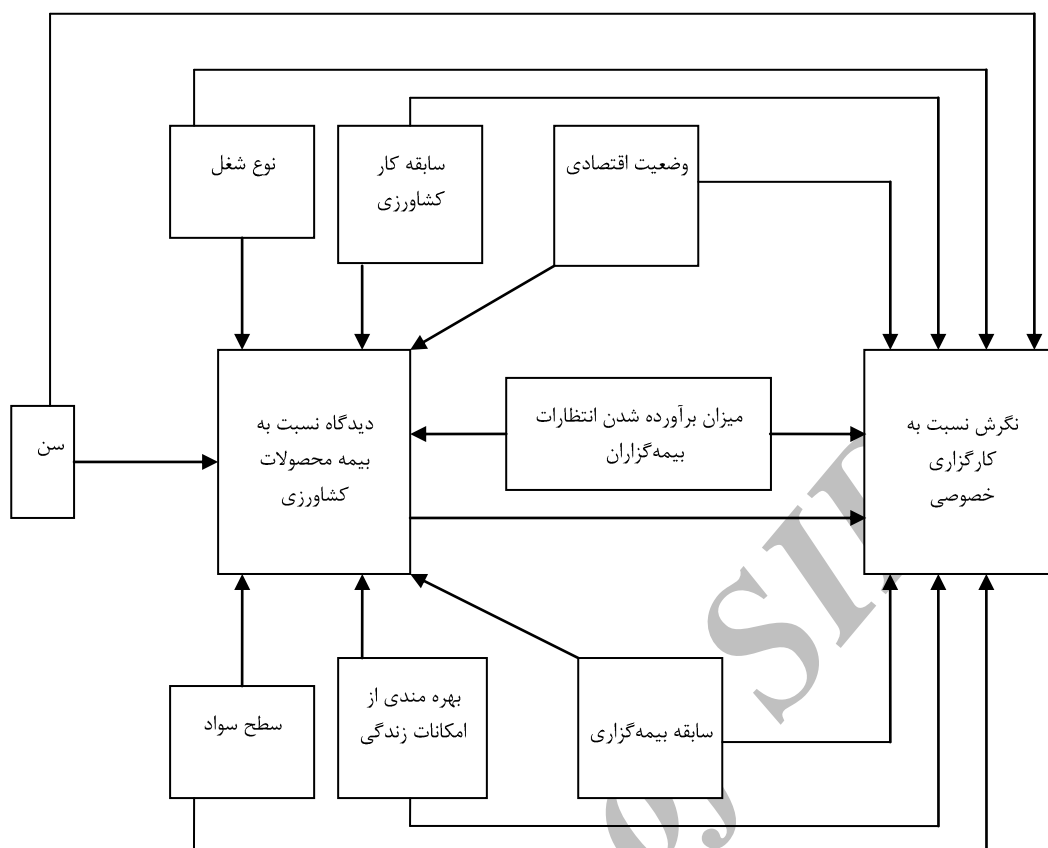 نوع شغل
سابقه کار
کشاورزی
وضعیت اقتصادی
سن
دیدگاه نسبت به
بیمه محصولات
کشاورزی
میزان برآورده شدن انتظارات
بیمه‌گزاران
نگرش نسبت به
کارگزاری
خصوصی
سطح سواد
بهره مندی از
امکانات زندگی
سابقه بیمه‌گزاری